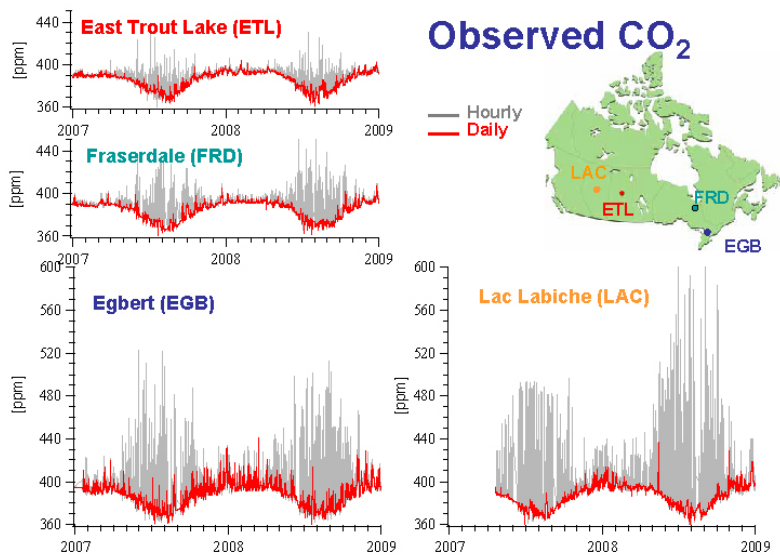 Observed CO2
Hourly
Daily
LAC
ETL
FRD
EGB
East Trout Lake (ETL)
[ppm]
440
400
360
2007
2008
2009
Fraserdale (FRD)
[ppm]
440
400
360
2007
2008
2009
Egbert (EGB)
[ppm]
600
560
520
480
440
400
360
2007
2008
2009
Lac Labiche (LAC)
[ppm]
600
560
520
480
440
400
360
2007
2008
2009